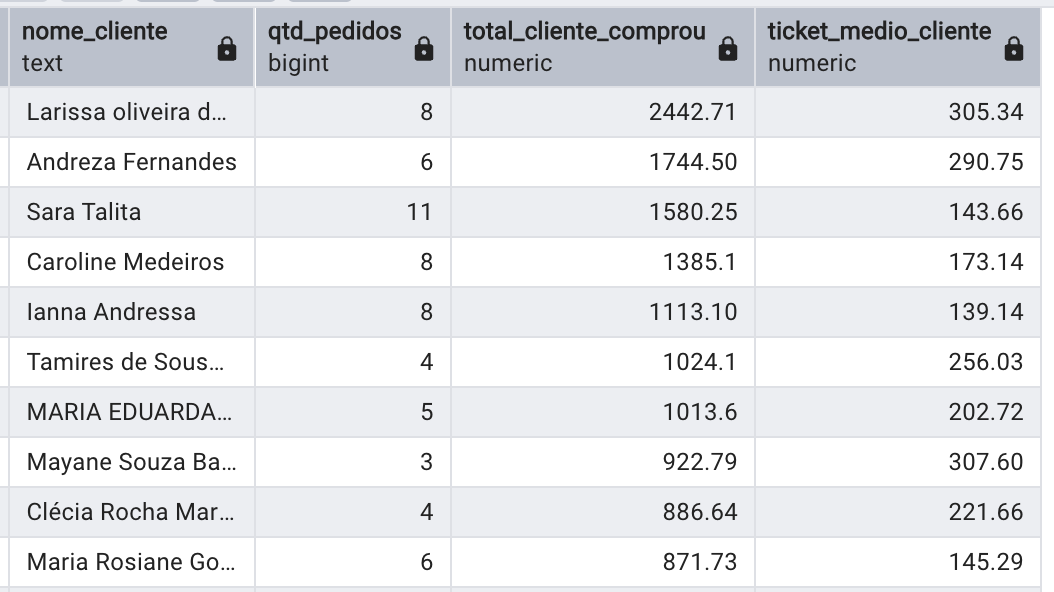 nome_cliente qtd_pedidos total_cliente_comprou ticket_medio_cliente
text bigint numeric numeric
Larissa oliveira d... 8 2442.71 305.34
Andreza Fernandes 6 1744.50 290.75
Sara Talita 11 1580.25 143.66
Caroline Medeiros 8 1385.1 173.14
Ianna Andressa 8 1113.10 139.14
Tamires de Sous... 4 1024.1 256.03
MARIA EDUARDA... 5 1013.6 202.72
Mayane Souza Ba... 3 922.79 307.60
Clécia Rocha Mar... 4 886.64 221.66
Maria Rosiane Go... 6 871.73 145.29